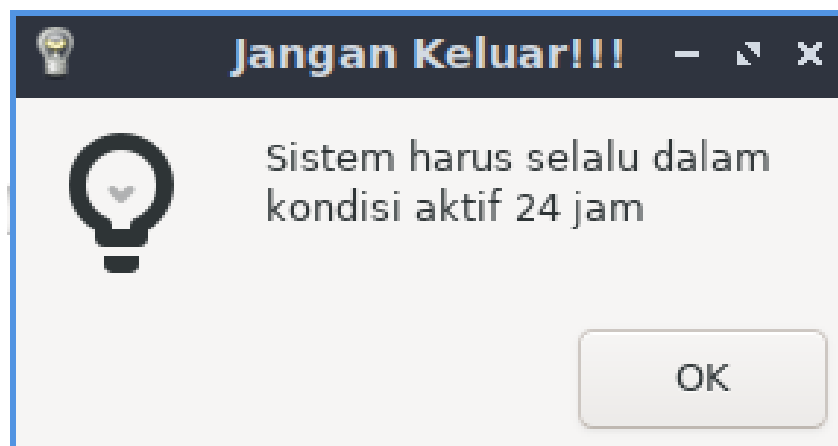 Jangan Keluar!!!
Sistem harus selalu dalam
kondisi aktif 24 jam
OK